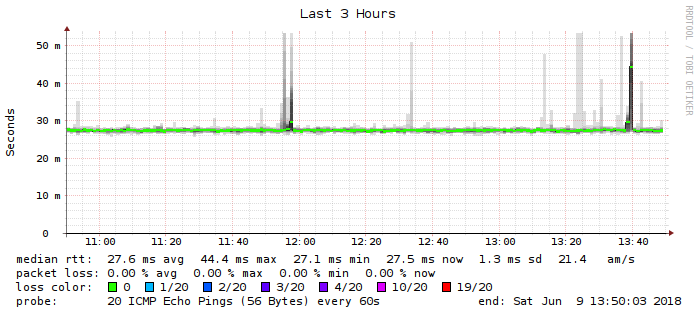 Last 3 Hours
RRDTOOL / TOBI OETIKER
Seconds
50 m
40 m
30 m
20 m
10 m
0
11:00 11:20 11:40 12:00 12:20 12:40 13:00 13:20 13:40
median rtt: 27.6 ms avg 44.4 ms max 27.1 ms min 27.5 ms now 1.3 ms sd 21.4 am/s
packet loss: 0.00 % avg 0.00 % max 0.00 % min 0.00 % now
loss color: 0 1/20 2/20 3/20 4/20 10/20 19/20
probe: 20 ICMP Echo Pings (56 Bytes) every 60s end: Sat Jun 9 13:50:03 2018